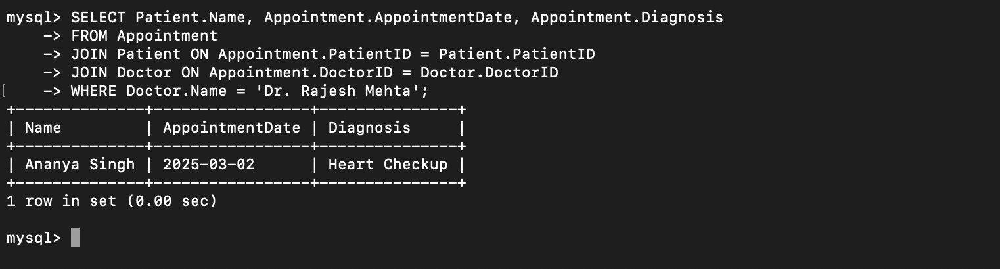 mysql> SELECT Patient.Name, Appointment.AppointmentDate, Appointment.Diagnosis
    -> FROM Appointment
    -> JOIN Patient ON Appointment.PatientID = Patient.PatientID
    -> JOIN Doctor ON Appointment.DoctorID = Doctor.DoctorID
[    -> WHERE Doctor.Name = 'Dr. Rajesh Mehta';
+--------------+-----------------+---------------+
| Name         | AppointmentDate | Diagnosis     |
+--------------+-----------------+---------------+
| Ananya Singh | 2025-03-02      | Heart Checkup |
+--------------+-----------------+---------------+
1 row in set (0.00 sec)

mysql>